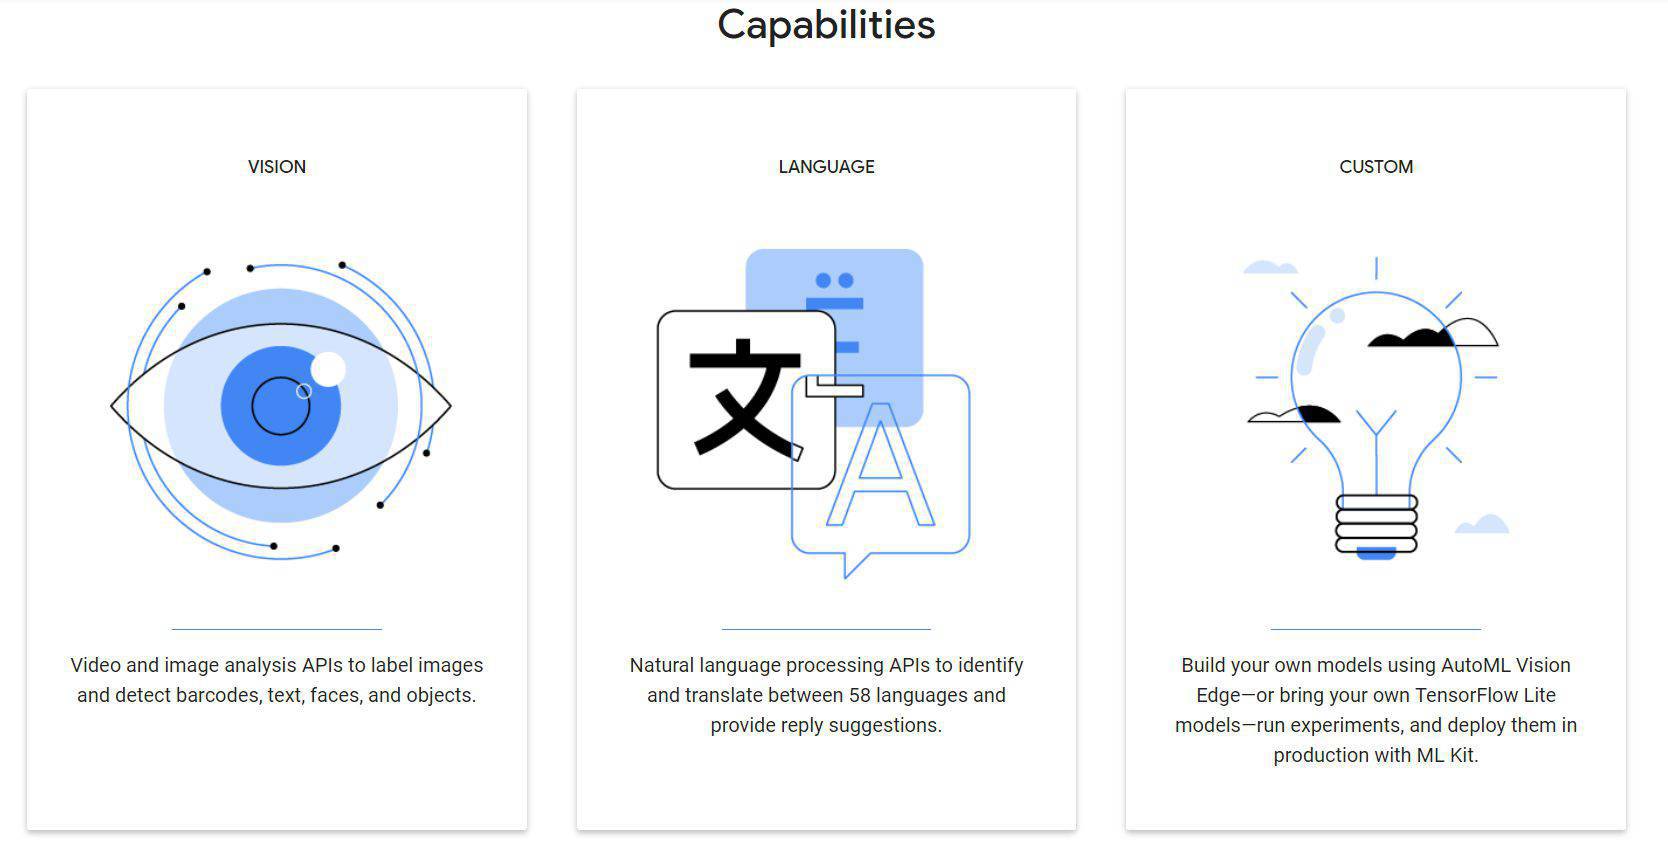 Capabilities
VISION
Video and image analysis APIs to label images
and detect barcodes, text, faces, and objects.
LANGUAGE
文
A
Natural language processing APIs to identify
and translate between 58 languages and
provide reply suggestions.
CUSTOM
Build your own models using AutoML Vision
Edge—or bring your own TensorFlow Lite
models—run experiments, and deploy them in
production with ML Kit.